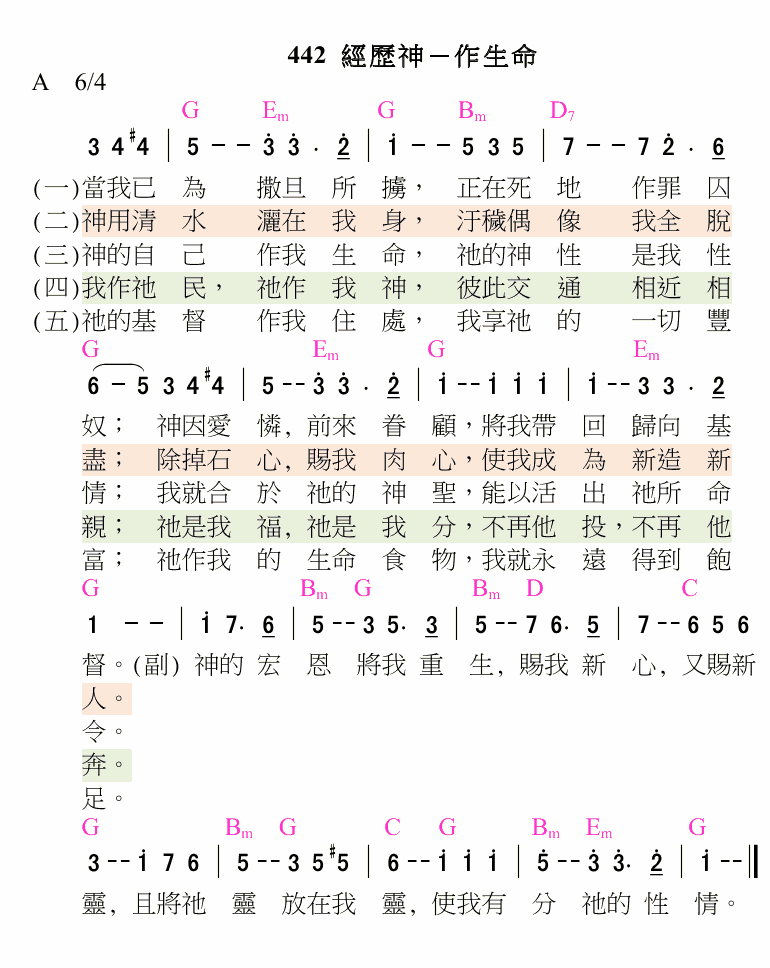 442 經歷神－作生命
A 6/4
G Em G Bm D7
3 4 #4 | 5 － － 3 3 . 2 | 1 － － 5 3 5 | 7 － － 7 2 . 6
(一)當我已 為 撒旦 所 擄， 正在死 地 作罪 囚
(二)神用清 水 灑在 我 身， 汙穢偶 像 我全 脫
(三)神的自 己 作我 生 命， 祂的神 性 是我 性
(四)我作祂 民， 祂作 我 神， 彼此交 通 相近 相
(五)祂的基 督 作我 住 處， 我享祂 的 一切 豐
G Em G Em
6 － 5 3 4 #4 | 5 -- 3 3 . 2 | 1 -- 1 1 1 | 1 -- 3 3 . 2
奴； 神因愛 憐, 前來 眷 顧，將我帶 回 歸向 基
盡； 除掉石 心, 賜我 肉 心，使我成 為 新造 新
情； 我就合 於 祂的 神 聖，能以活 出 祂所 命
親； 祂是我 福, 祂是 我 分，不再他 投，不再 他
富； 祂作我 的 生命 食 物，我就永 遠 得到 飽
G Bm G Bm D C
1 － － | 1 7. 6 | 5 -- 3 5. 3 | 5 -- 7 6. 5 | 7 -- 6 5 6
督。(副) 神的 宏 恩 將我 重 生, 賜我 新 心, 又賜新
人。
令。
奔。
足。
G Bm G C G Bm Em G
3 -- 1 7 6 | 5 -- 3 5 #5 | 6 -- 1 1 1 | 5 -- 3 3. 2 | 1 -- ‖
靈, 且將祂 靈 放在我 靈, 使我有 分 祂的 性 情。